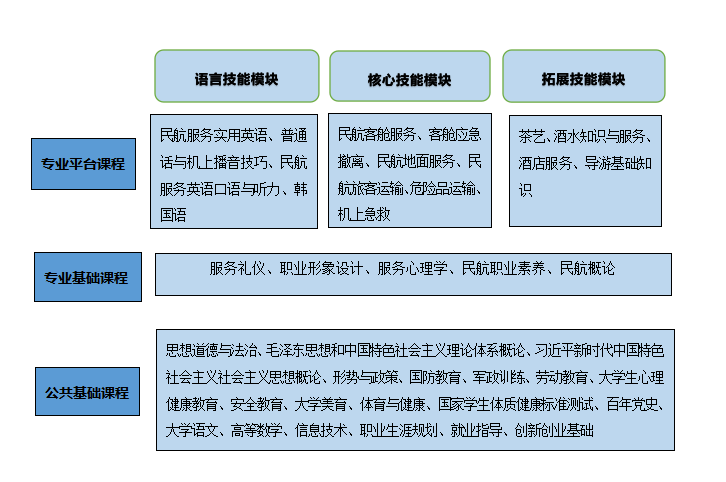 语言技能模块
核心技能模块
拓展技能模块
专业平台课程
民航服务实用英语、普通
话与机上播音技巧、民航
服务英语口语与听力、韩
国语
民航客舱服务、客舱应急
撤离、民航地面服务、民
航旅客运输、危险品运输、
机上急救
茶艺、酒水知识与服务、
酒店服务、导游基础知
识
专业基础课程
服务礼仪、职业形象设计、服务心理学、民航职业素养、民航概论
公共基础课程
思想道德与法治、毛泽东思想和中国特色社会主义理论体系概论、习近平新时代中国特色
社会主义社会主义思想概论、形势与政策、国防教育、军政训练、劳动教育、大学生心理
健康教育、安全教育、大学美育、体育与健康、国家学生体质健康标准测试、百年党史、
大学语文、高等数学、信息技术、职业生涯规划、就业指导、创新创业基础